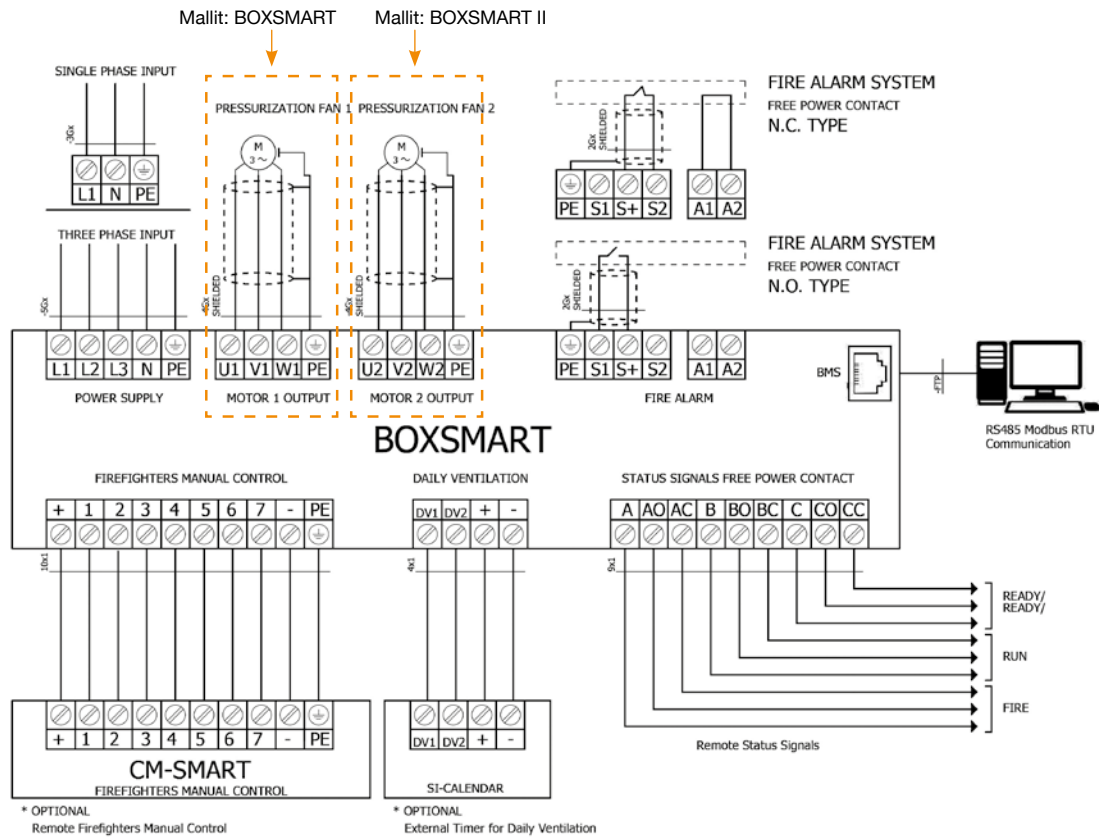 Mallit: BOXSMART
Mallit: BOXSMART II
SINGLE PHASE INPUT
-3Gx
L1 N PE
THREE PHASE INPUT
-5Gx
PRESSURIZATION FAN 1
M
3~
-4Gx
SHIELDED
PRESSURIZATION FAN 2
M
3~
-4Gx
SHIELDED
FIRE ALARM SYSTEM
FREE POWER CONTACT
N.C. TYPE
2Gx
SHIELDED
PE S1 S+ S2 A1 A2
FIRE ALARM SYSTEM
FREE POWER CONTACT
N.O. TYPE
2Gx
SHIELDED
L1 L2 L3 N PE
POWER SUPPLY
U1 V1 W1 PE
MOTOR 1 OUTPUT
U2 V2 W2 PE
MOTOR 2 OUTPUT
PE S1 S+ S2 A1 A2
FIRE ALARM
BMS
-FTP
RS485 Modbus RTU
Communication
BOXSMART
FIREFIGHTERS MANUAL CONTROL
+ 1 2 3 4 5 6 7 - PE
10x1
DAILY VENTILATION
DV1 DV2 + -
4x1
STATUS SIGNALS FREE POWER CONTACT
A AO AC B BO BC C CO CC
9x1
READY/
READY/
RUN
FIRE
Remote Status Signals
+ 1 2 3 4 5 6 7 - PE
CM-SMART
FIREFIGHTERS MANUAL CONTROL
* OPTIONAL
Remote Firefighters Manual Control
DV1 DV2 + -
SI-CALENDAR
* OPTIONAL
External Timer for Daily Ventilation